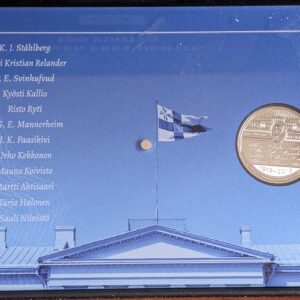 K. J. Ståhlberg
i Kristian Relander
. E. Svinhufvud
Kyösti Kallio
Risto Ryti
G. E. Mannerheim
J. K. Paasikivi
Urho Kekkonen
Mauno Koivisto
Martti Ahtisaari
Tarja Halonen
Sauli Niinistö